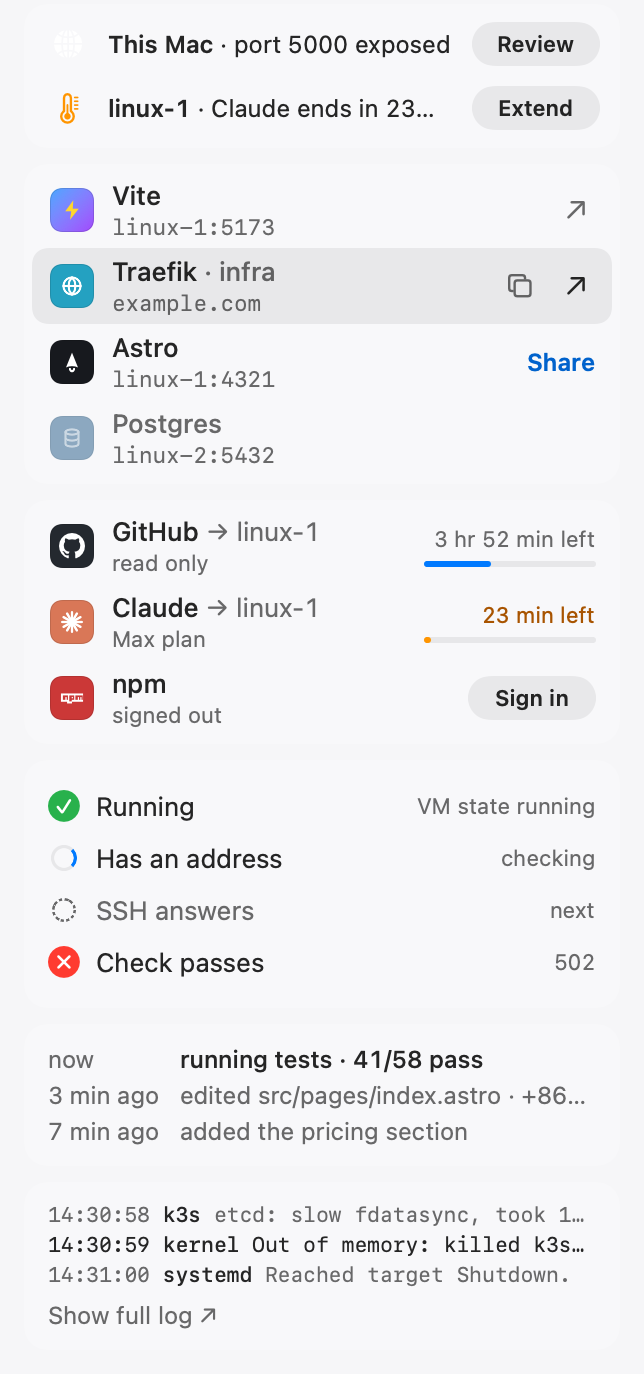 This Mac · port 5000 exposed Review
linux-1 · Claude ends in 23… Extend
Vite
linux-1:5173
Traefik · infra
example.com
Astro
linux-1:4321
Share
Postgres
linux-2:5432
GitHub → linux-1
read only
3 hr 52 min left
Claude → linux-1
Max plan
23 min left
npm
signed out
Sign in
Running VM state running
Has an address checking
SSH answers next
Check passes 502
now running tests · 41/58 pass
3 min ago edited src/pages/index.astro · +86…
7 min ago added the pricing section
14:30:58 k3s etcd: slow fdatasync, took 1…
14:30:59 kernel Out of memory: killed k3s…
14:31:00 systemd Reached target Shutdown.
Show full log ↗